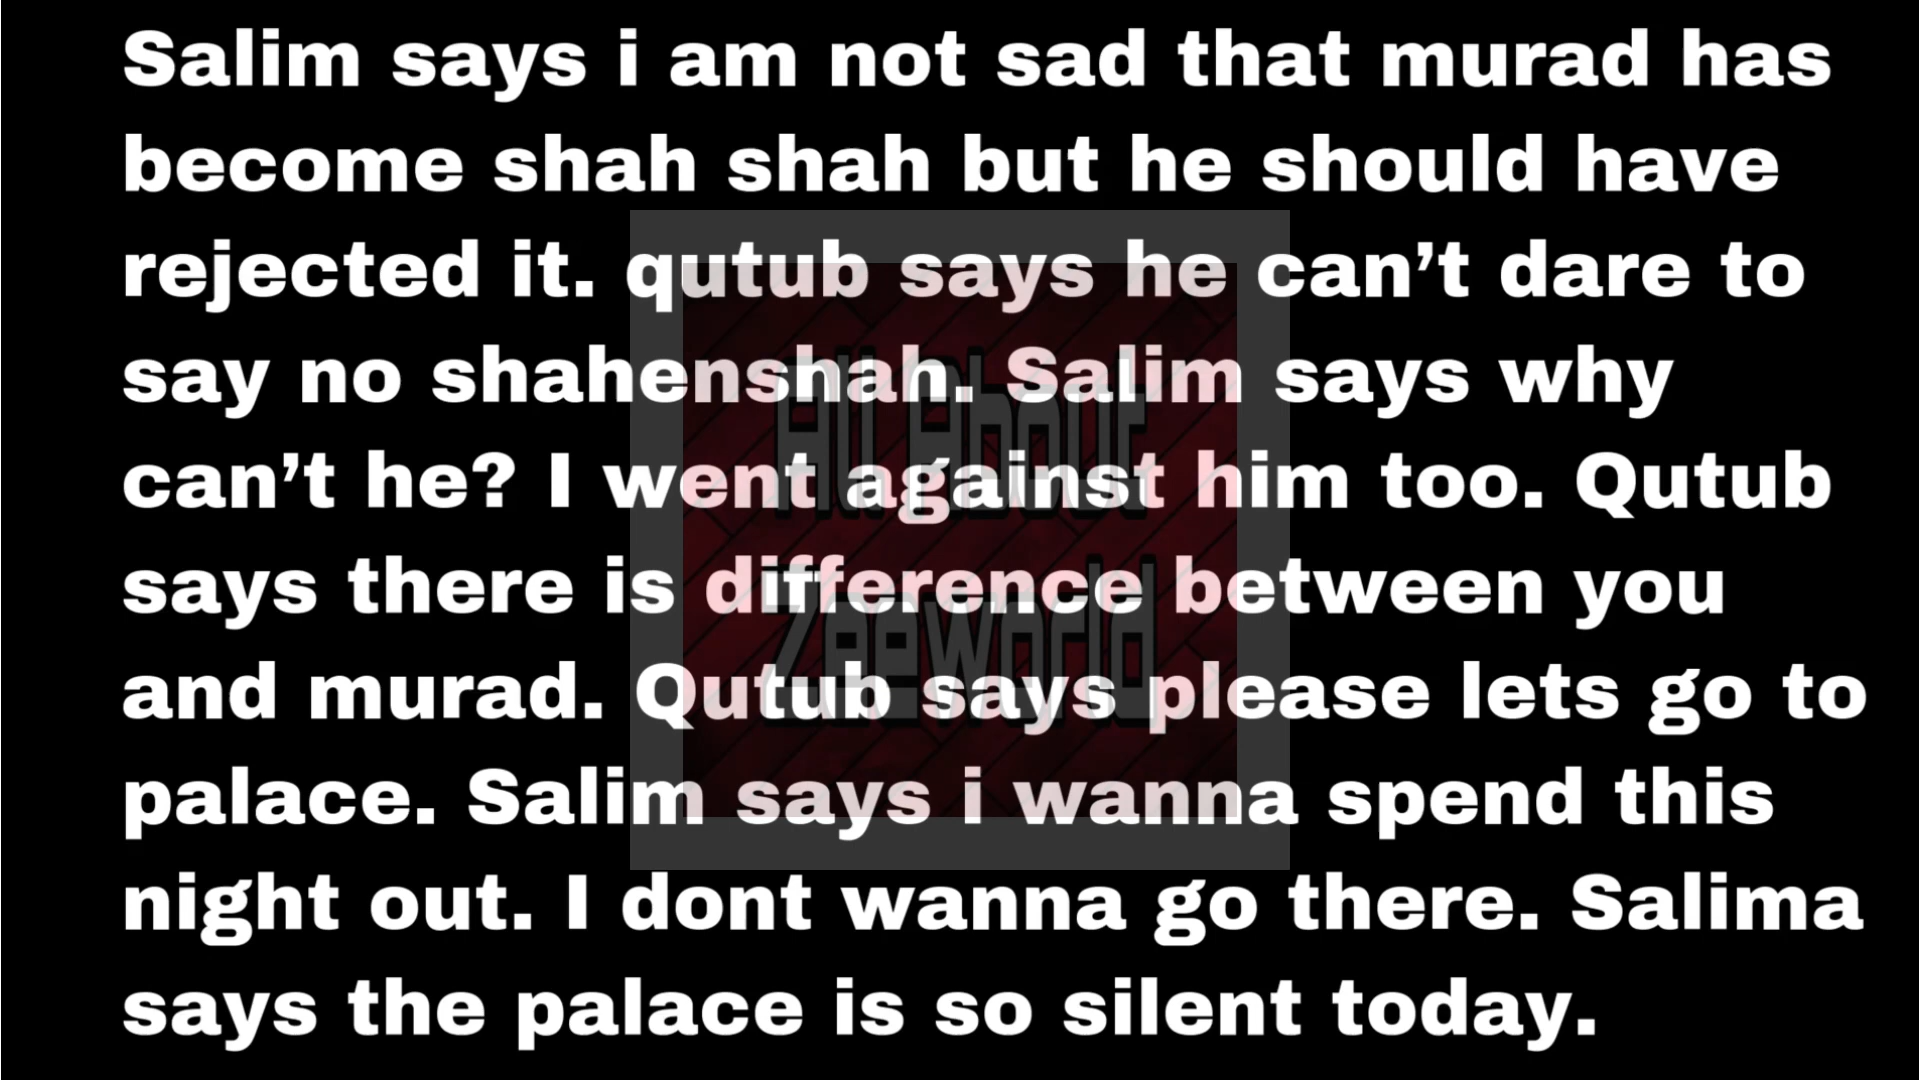 Salim says i am not sad that murad has
become shah shah but he should have
rejected it. qutub says he can’t dare to
say no shahenshah. Salim says why
can’t he? I went against him too. Qutub
says there is difference between you
and murad. Qutub says please lets go to
palace. Salim says i wanna spend this
night out. I dont wanna go there. Salima
says the palace is so silent today.
All About
Zeeworld